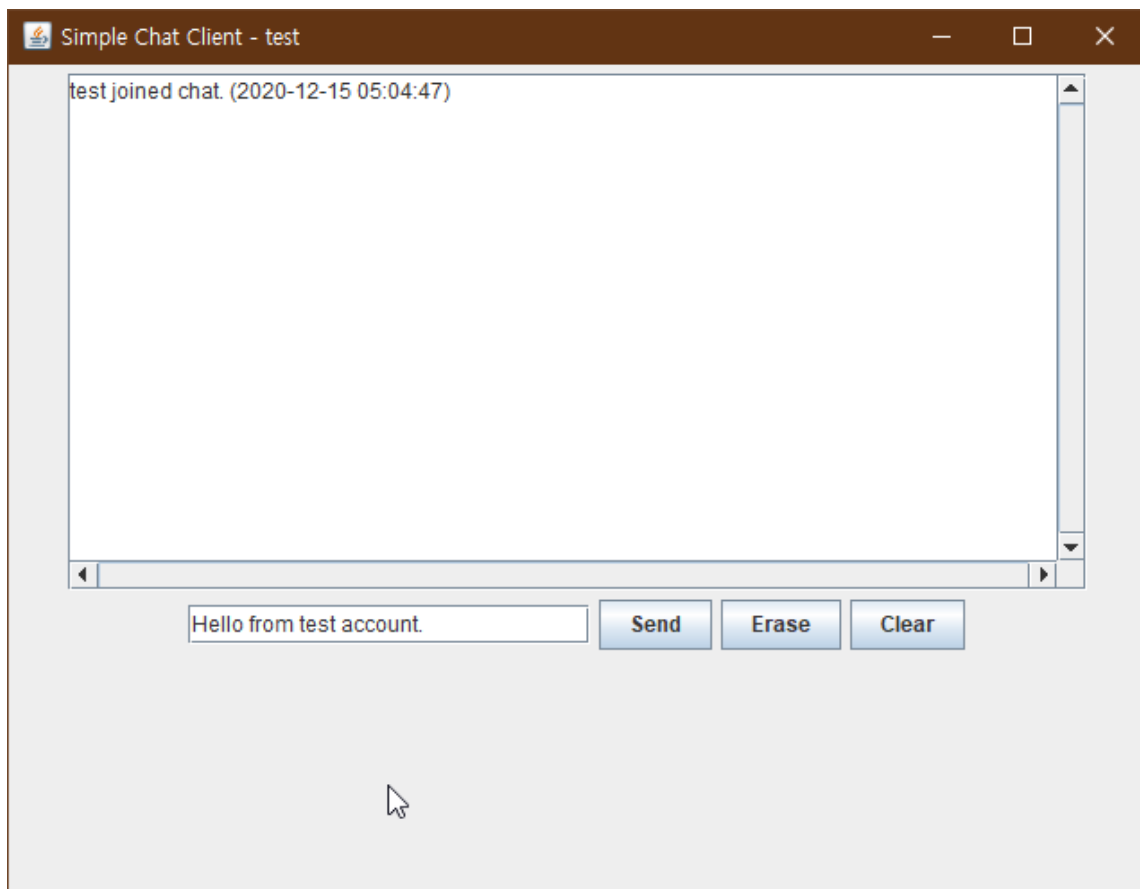 Simple Chat Client - test
test joined chat. (2020-12-15 05:04:47)
Hello from test account. Send Erase Clear